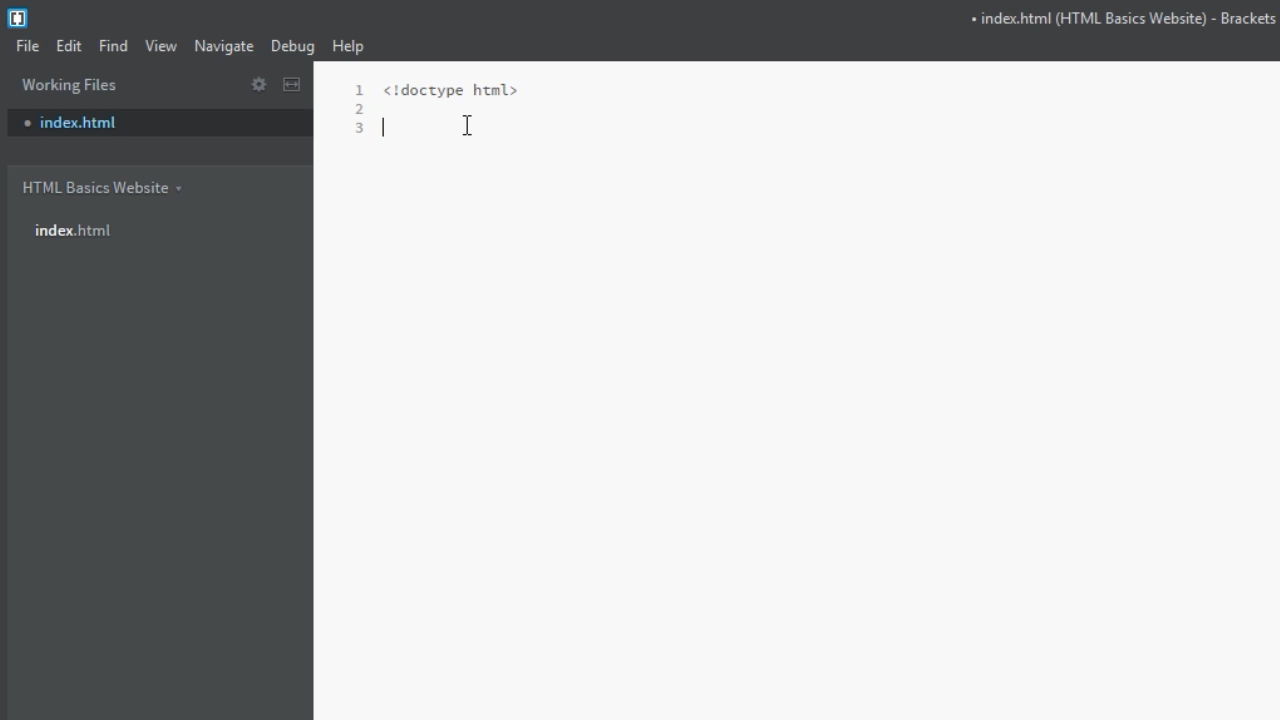 • index.html (HTML Basics Website) - Brackets
File Edit Find View Navigate Debug Help
Working Files
• index.html
HTML Basics Website ▾
index.html
1 <!doctype html>
2
3